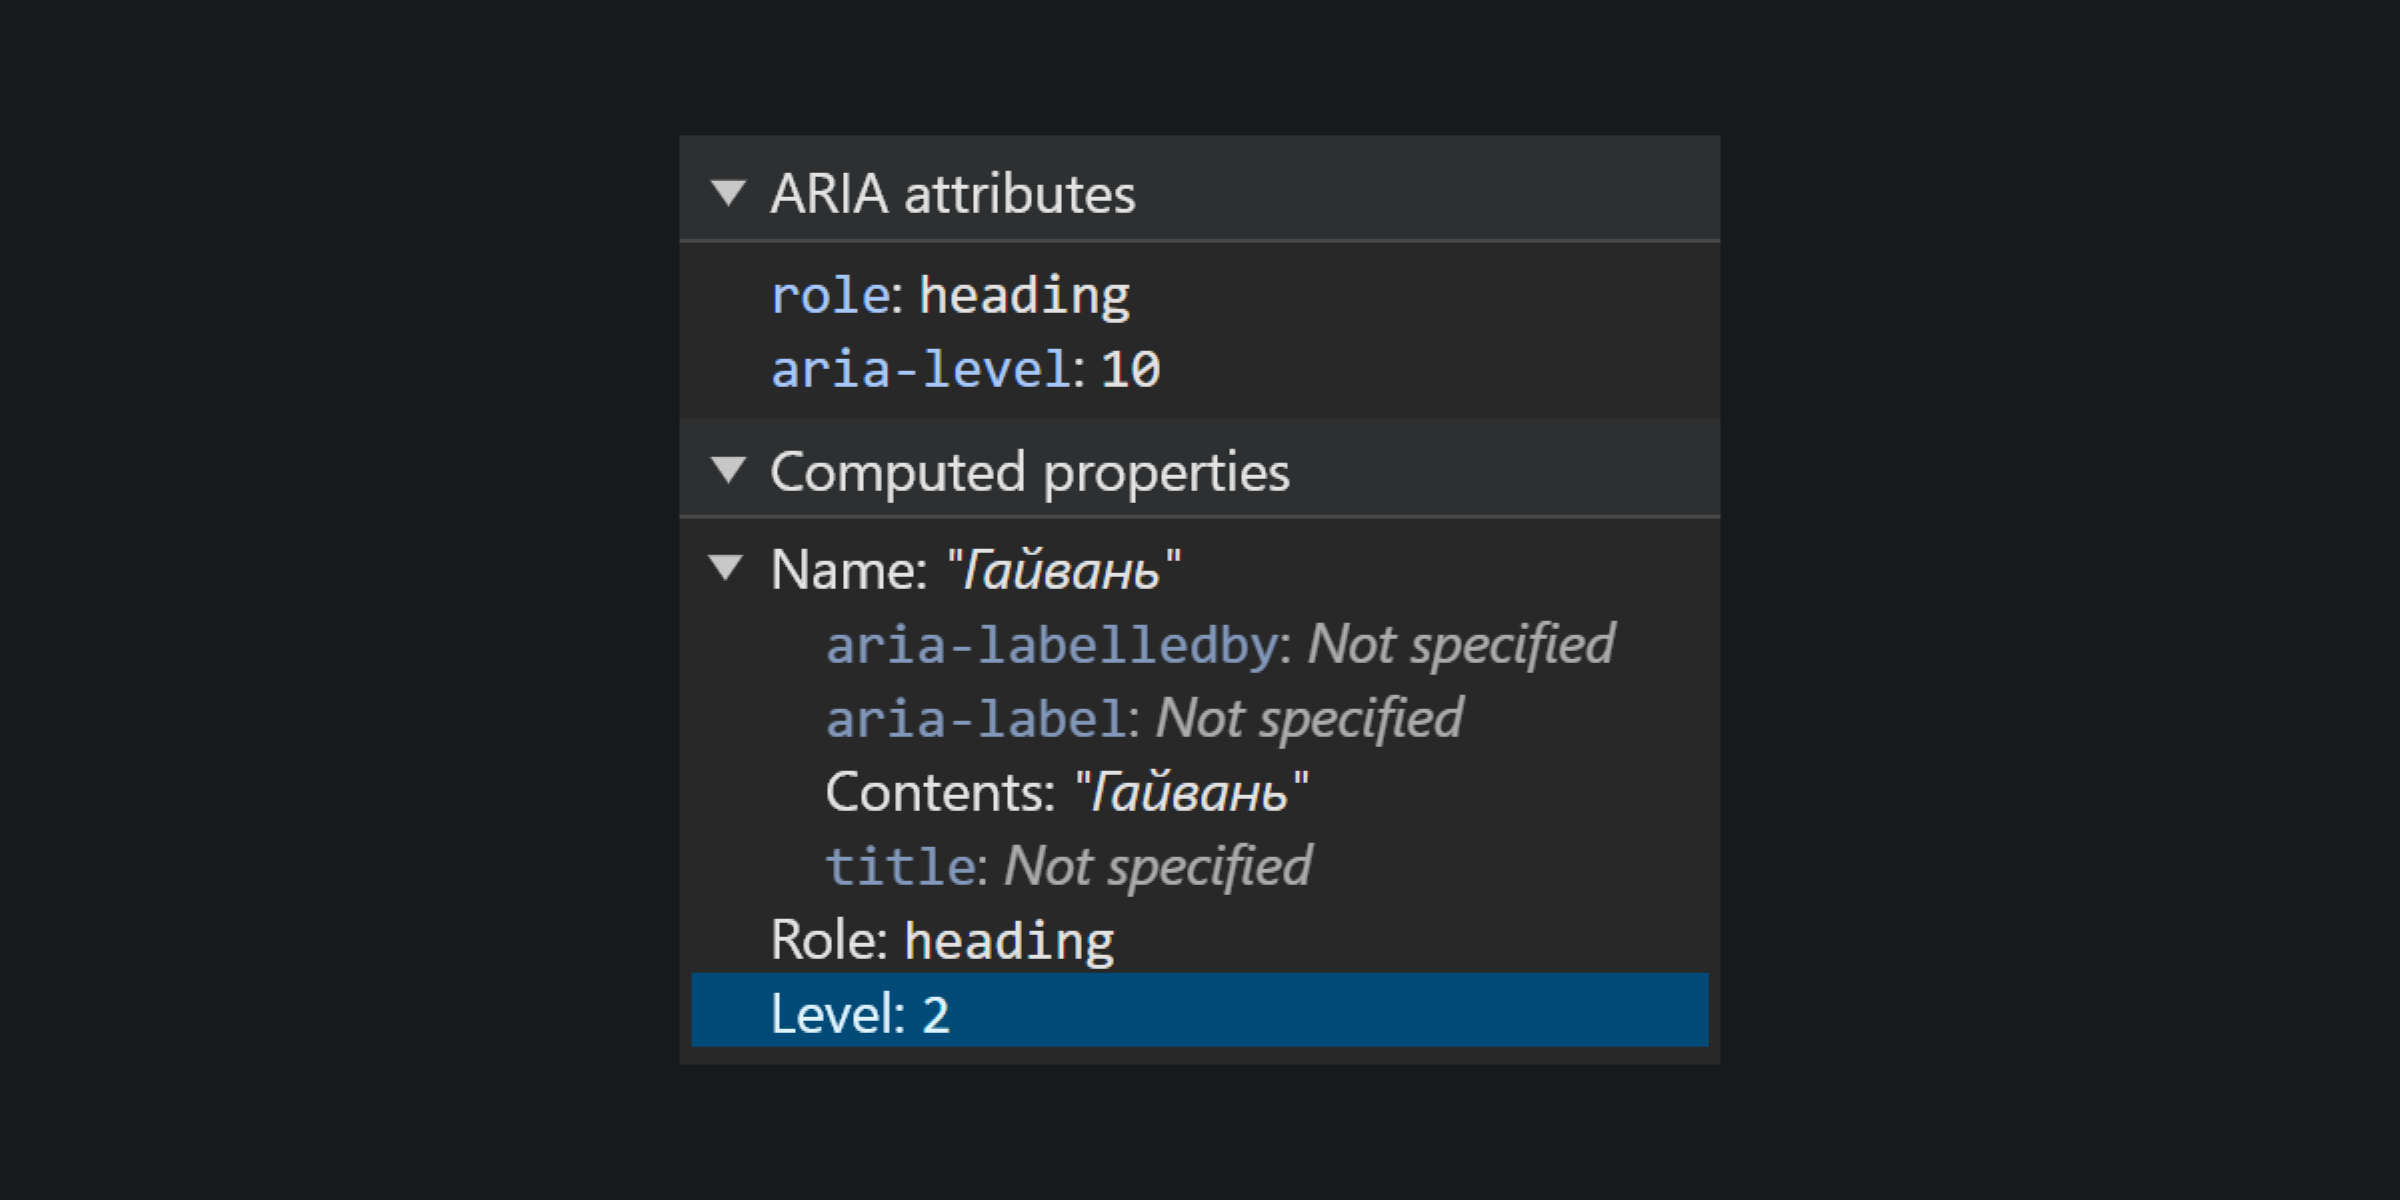 ARIA attributes
role: heading
aria-level: 10
Computed properties
Name: "Гайвань"
aria-labelledby: Not specified
aria-label: Not specified
Contents: "Гайвань"
title: Not specified
Role: heading
Level: 2